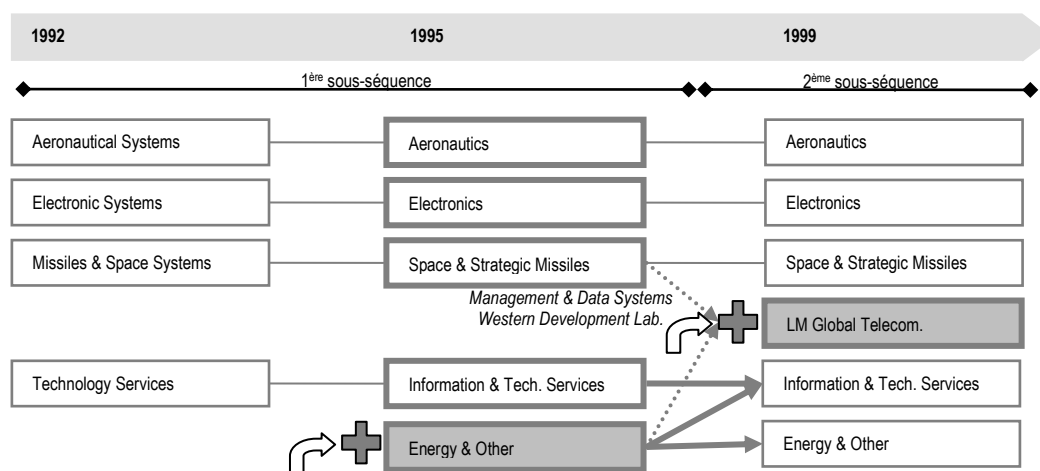 1992 1995 1999
1ère sous-séquence 2ème sous-séquence
Aeronautical Systems Aeronautics Aeronautics
Electronic Systems Electronics Electronics
Missiles & Space Systems Space & Strategic Missiles Space & Strategic Missiles
Management & Data Systems
Western Development Lab.
LM Global Telecom.
Technology Services Information & Tech. Services Information & Tech. Services
Energy & Other Energy & Other